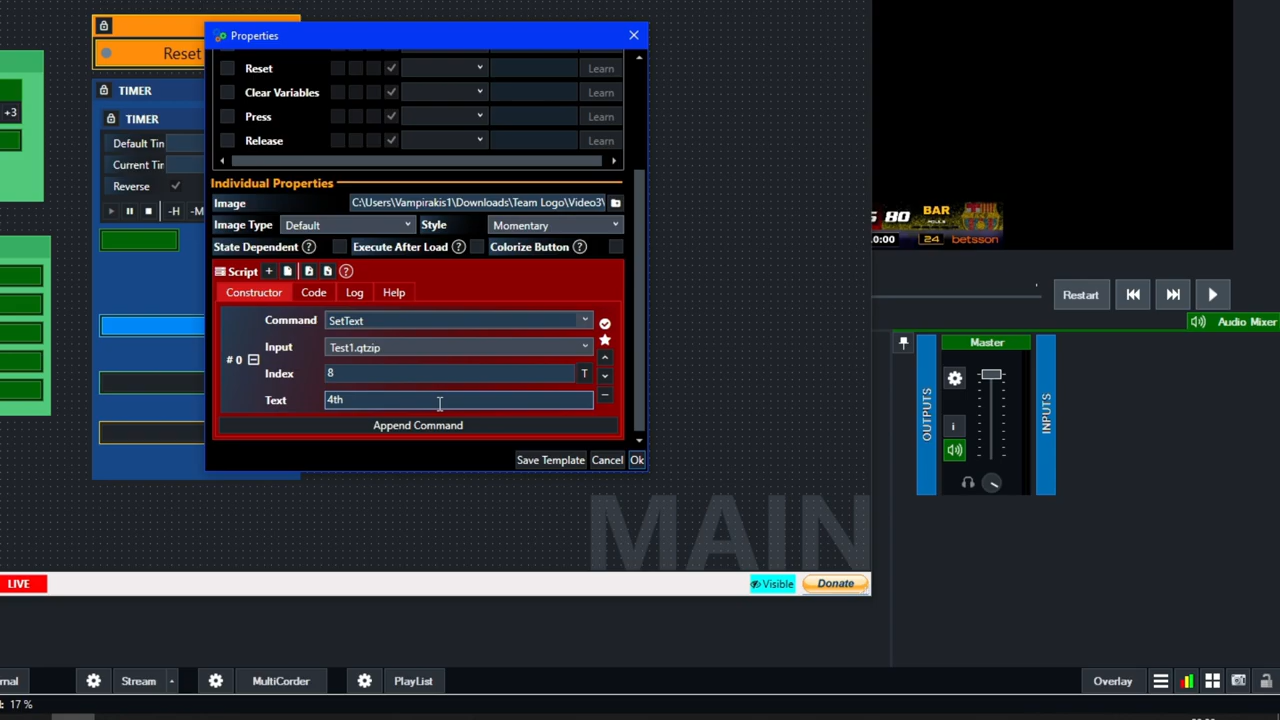 Properties
Reset
+3
Reset
Learn
Clear Variables
Learn
TIMER
Press
Learn
TIMER
Release
Learn
Default Tin
Current Tir
Reverse
-H -M
Individual Properties
Image C:\Users\Vampirakis1\Downloads\Team Logo\Video3\
Image Type Default Style Momentary
State Dependent ? Execute After Load ? Colorize Button ?
Script + ?
Constructor Code Log Help
Command SetText
Input Test1.gtzip
# 0
Index 8 T
Text 4th
Append Command
Save Template Cancel Ok
S 80 BAR
0:00 24 betsson
Restart
Audio Mixer
Master
OUTPUTS
INPUTS
i
MAIN
LIVE
Visible Donate
rnal Stream MultiCorder PlayList Overlay
: 17 %